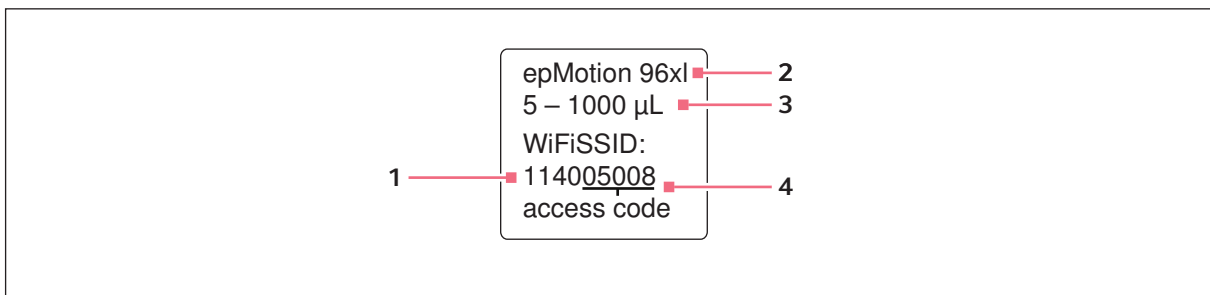 epMotion 96xl 2
5 – 1000 µL 3
WiFiSSID:
1 114005008 4
access code